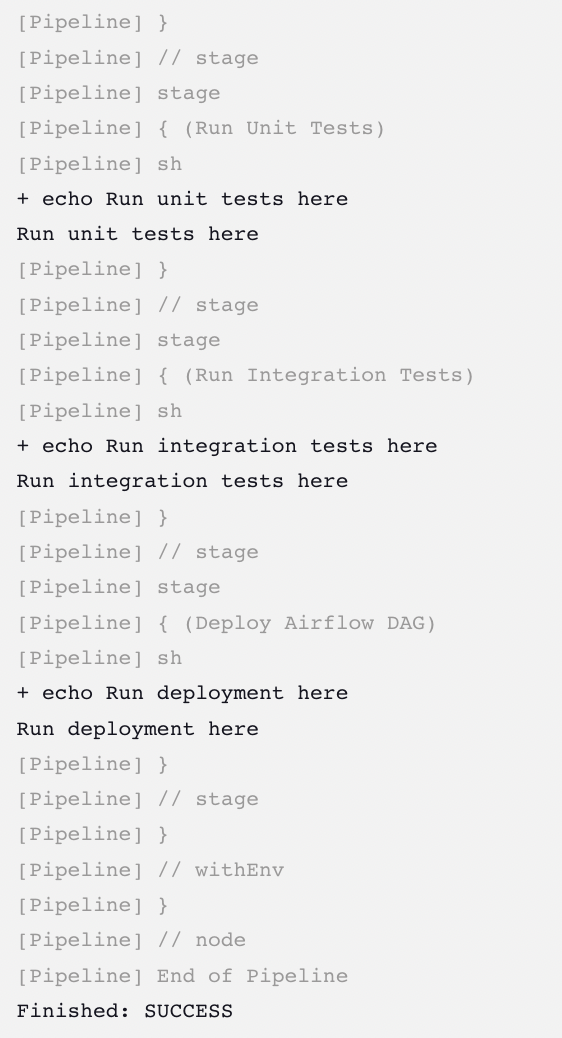 [Pipeline] }
[Pipeline] // stage
[Pipeline] stage
[Pipeline] { (Run Unit Tests)
[Pipeline] sh
+ echo Run unit tests here
Run unit tests here
[Pipeline] }
[Pipeline] // stage
[Pipeline] stage
[Pipeline] { (Run Integration Tests)
[Pipeline] sh
+ echo Run integration tests here
Run integration tests here
[Pipeline] }
[Pipeline] // stage
[Pipeline] stage
[Pipeline] { (Deploy Airflow DAG)
[Pipeline] sh
+ echo Run deployment here
Run deployment here
[Pipeline] }
[Pipeline] // stage
[Pipeline] }
[Pipeline] // withEnv
[Pipeline] }
[Pipeline] // node
[Pipeline] End of Pipeline
Finished: SUCCESS